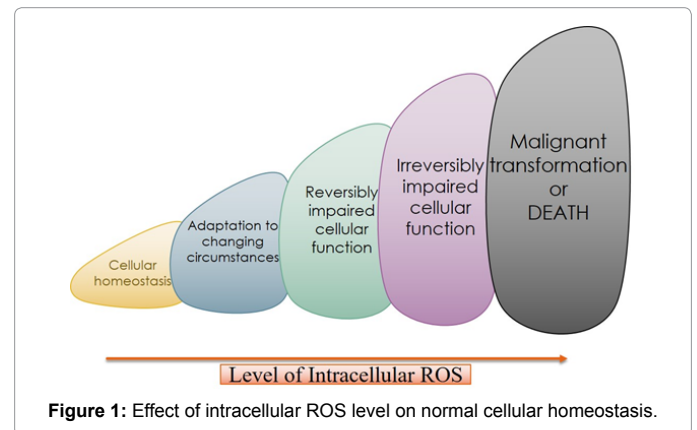 Cellular
homeostasis
Adaptation to
changing
circumstances
Reversibly
impaired
cellular
function
Irreversibly
impaired
cellular
function
Malignant
transformation
or
DEATH
Level of Intracellular ROS
Figure 1: Effect of intracellular ROS level on normal cellular homeostasis.